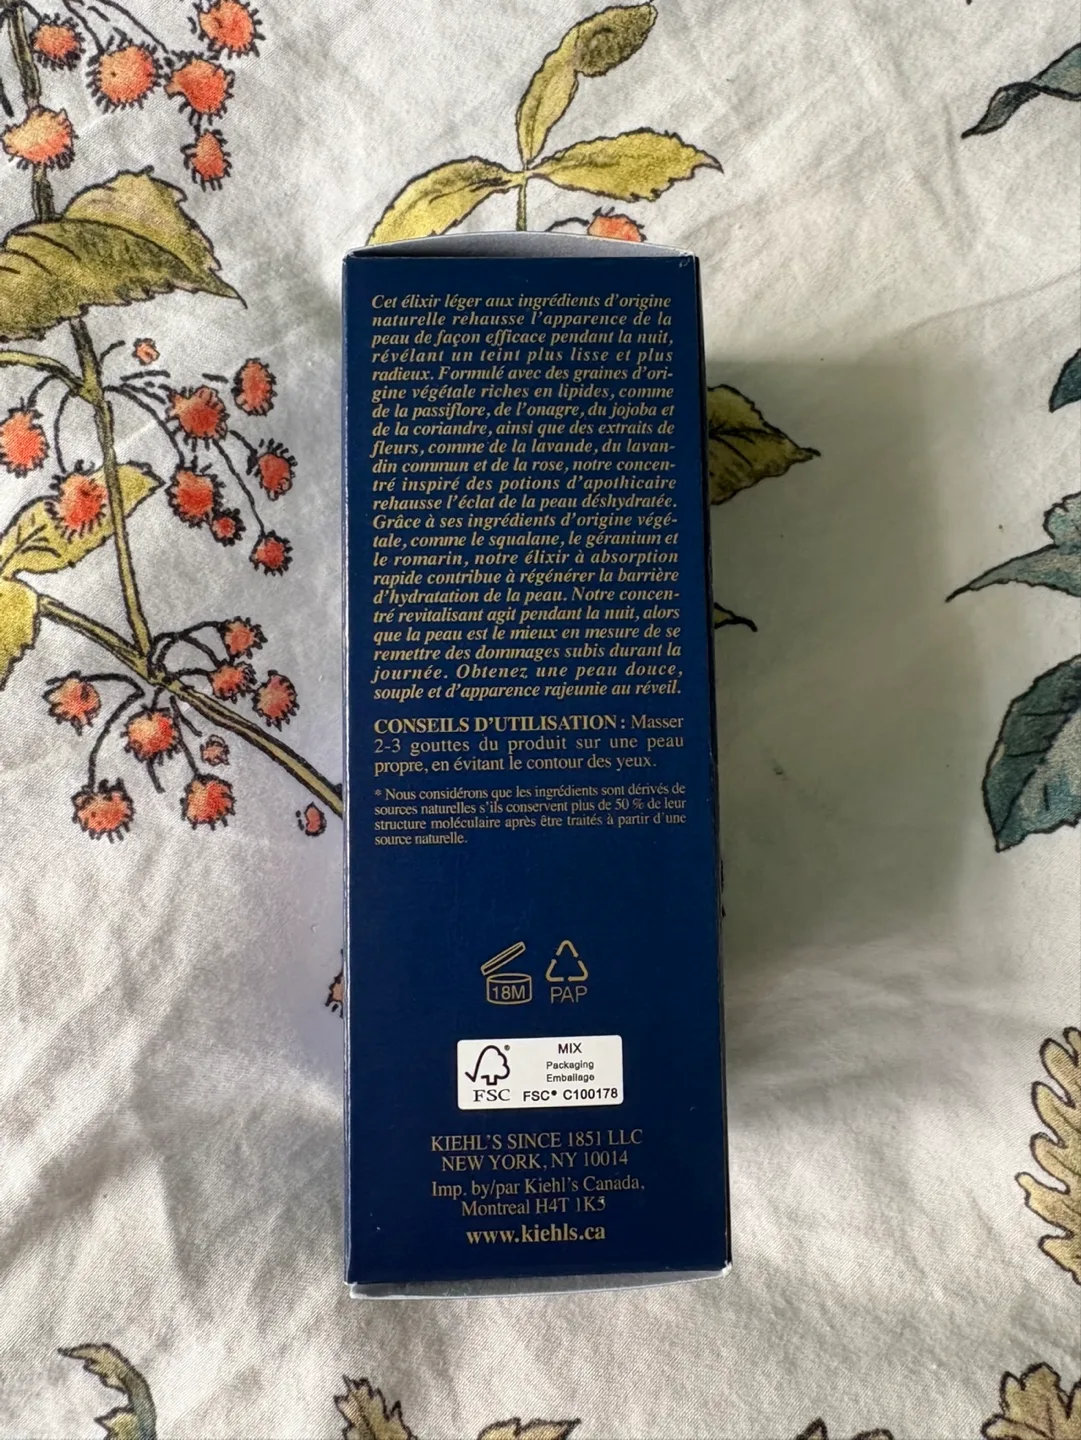 Cet élixir léger aux ingrédients d'origine
naturelle rehausse l'apparence de la
peau de façon efficace pendant la nuit,
révélant un teint plus lisse et plus
radieux. Formulé avec des graines d'ori-
gine végétale riches en lipides, comme
de la passiflore, de l'onagre, du jojoba et
de la coriandre, ainsi que des extraits de
fleurs, comme de la lavande, du lavan-
din commun et de la rose, notre concen-
tré inspiré des potions d'apothicaire
rehausse l'éclat de la peau déshydratée.
Grâce à ses ingrédients d'origine végé-
tale, comme le squalane, le géranium et
le romarin, notre élixir à absorption
rapide contribue à régénérer la barrière
d'hydratation de la peau. Notre concen-
tré revitalisant agit pendant la nuit, alors
que la peau est le mieux en mesure de se
remettre des dommages subis durant la
journée. Obtenez une peau douce,
souple et d'apparence rajeunie au réveil.
CONSEILS D'UTILISATION : Masser
2-3 gouttes du produit sur une peau
propre, en évitant le contour des yeux.
* Nous considérons que les ingrédients sont dérivés de
sources naturelles s'ils conservent plus de 50 % de leur
structure moléculaire après être traités à partir d'une
source naturelle.
18M
PAP
FSC®
MIX
Packaging
Emballage
FSC® C100178
KIEHL'S SINCE 1851 LLC
NEW YORK, NY 10014
Imp. by/par Kiehl's Canada,
Montreal H4T 1K5
www.kiehls.ca